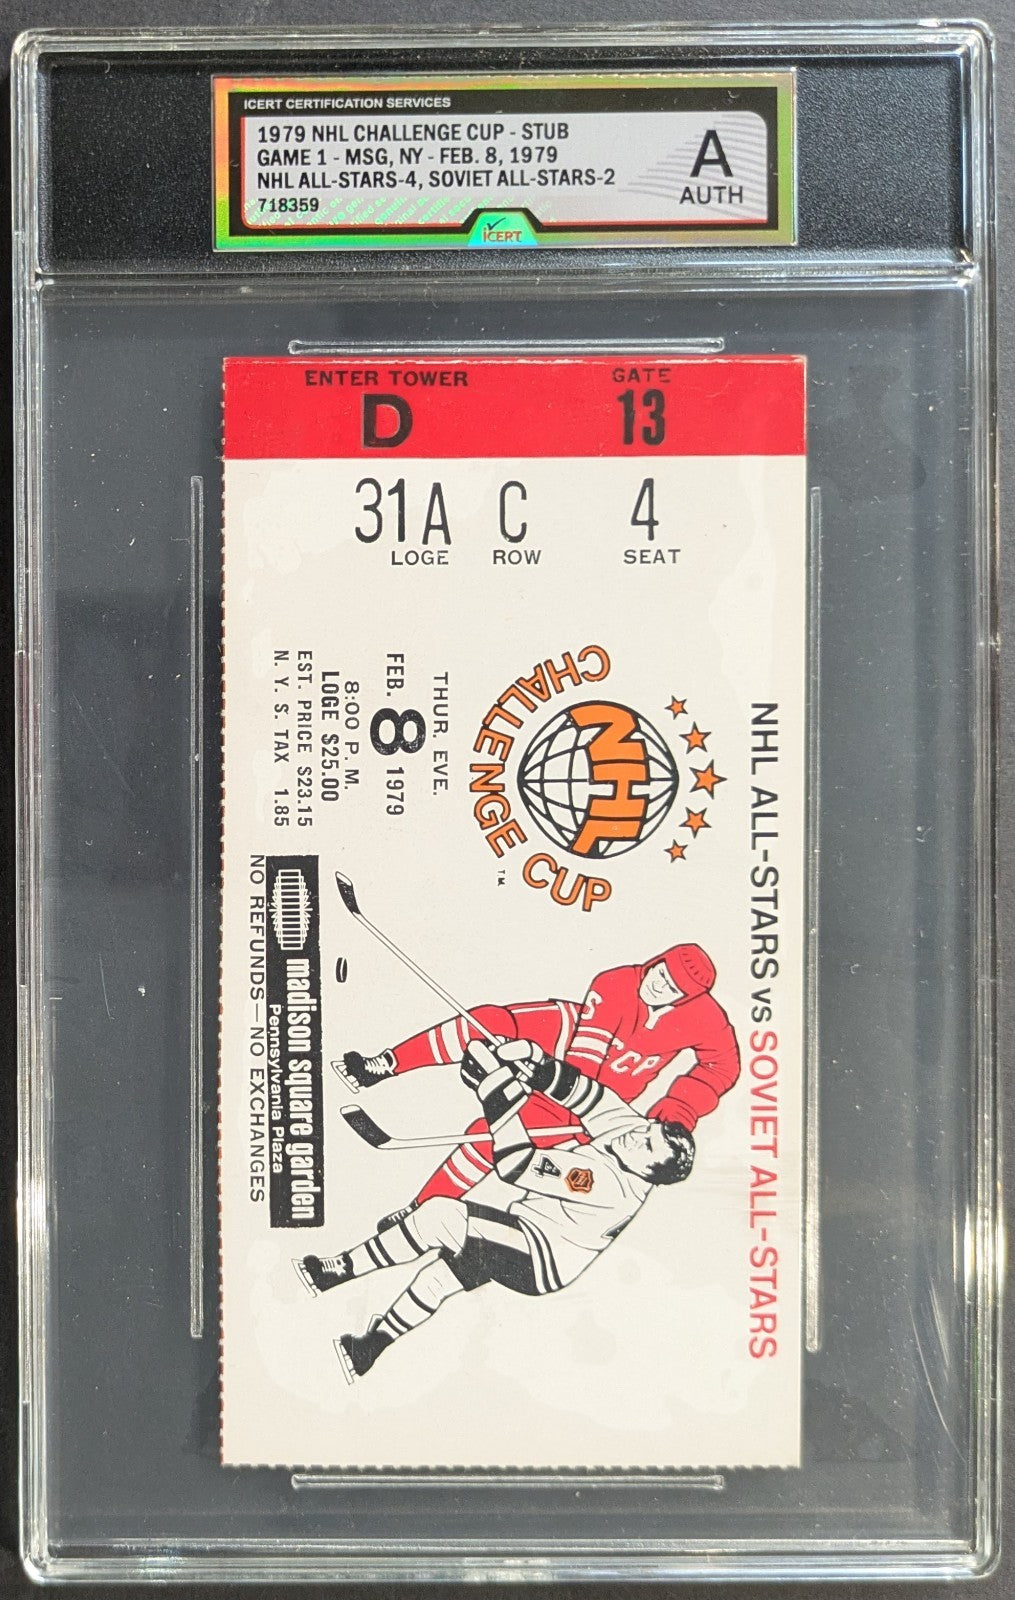 ICERT CERTIFICATION SERVICES
1979 NHL CHALLENGE CUP - STUB
GAME 1 - MSG, NY - FEB. 8, 1979
NHL ALL-STARS-4, SOVIET ALL-STARS-2
718359
A
AUTH
iCERT
ENTER TOWER
D
GATE
13
31A
LOGE
C
ROW
4
SEAT
NHL ALL-STARS vs SOVIET ALL-STARS
NHL
CHALLENGE CUP TM
THUR. EVE.
FEB. 8 1979
8:00 P.M.
LOGE $25.00
EST. PRICE $23.15
N. Y. S. TAX 1.85
madison square garden
Pennsylvania Plaza
NO REFUNDS—NO EXCHANGES
CCCP
4